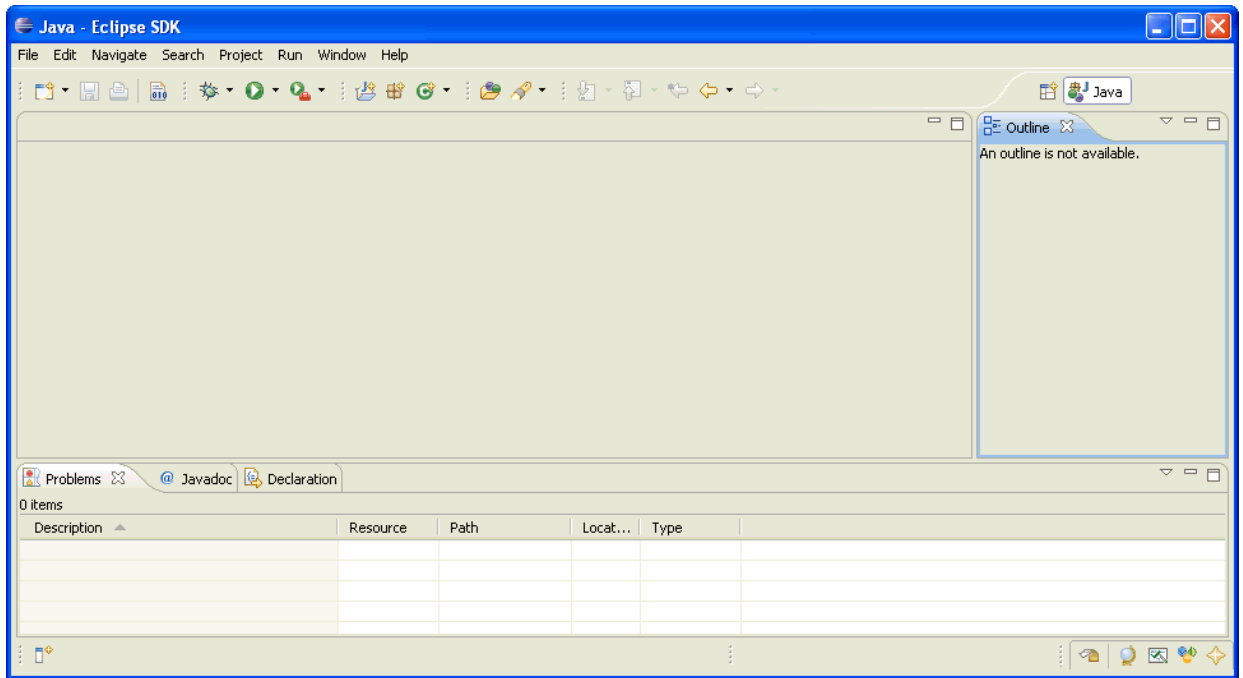 Java - Eclipse SDK
File Edit Navigate Search Project Run Window Help
010
Java
Outline
An outline is not available.
Problems @ Javadoc Declaration
0 items
Description Resource Path Locat... Type